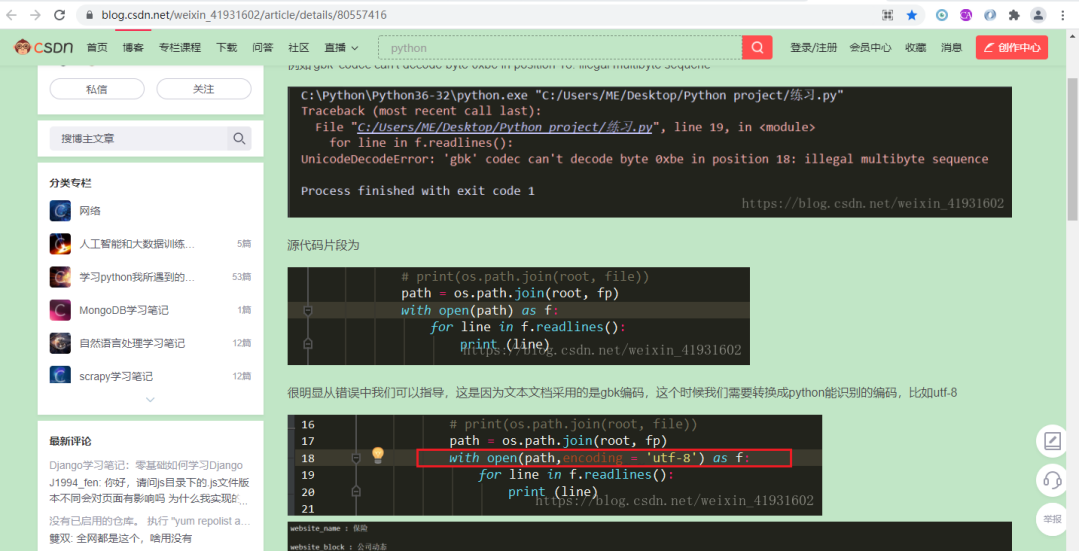 blog.csdn.net/weixin_41931602/article/details/80557416
CSDN 首页 博客 专栏课程 下载 问答 社区 直播 python 登录/注册 会员中心 收藏 消息 创作中心
私信 关注
搜博主文章
分类专栏
网络
人工智能和大数据训练... 5篇
学习python我所遇到的... 53篇
MongoDB学习笔记 1篇
自然语言处理学习笔记 12篇
scrapy学习笔记 12篇
最新评论
Django学习笔记：零基础如何学习Django
J1994_fen: 你好，请问js目录下的.js文件版
本不同会对页面有影响吗 为什么我实现的...
没有已启用的仓库。 执行 "yum repolist a...
雙双: 全网都是这个，啥用没有
例如 gbk' codec can't decode byte 0xbe in position 18: illegal multibyte sequenc
C:\Python\Python36-32\python.exe "C:/Users/ME/Desktop/Python project/练习.py"
Traceback (most recent call last):
File "C:/Users/ME/Desktop/Python project/练习.py", line 19, in <module>
for line in f.readlines():
UnicodeDecodeError: 'gbk' codec can't decode byte 0xbe in position 18: illegal multibyte sequence
Process finished with exit code 1
https://blog.csdn.net/weixin_41931602
源代码片段为
# print(os.path.join(root, file))
path = os.path.join(root, fp)
with open(path) as f:
for line in f.readlines():
print (line)
https://blog.csdn.net/weixin_41931602
很明显从错误中我们可以指导，这是因为文本文档采用的是gbk编码，这个时候我们需要转换成python能识别的编码，比如utf-8
16 # print(os.path.join(root, file))
17 path = os.path.join(root, fp)
18 with open(path,encoding = 'utf-8') as f:
19 for line in f.readlines():
20 print (line)
21
https://blog.csdn.net/weixin_41931602
website_name : 保险
website_block : 公司动态
举报